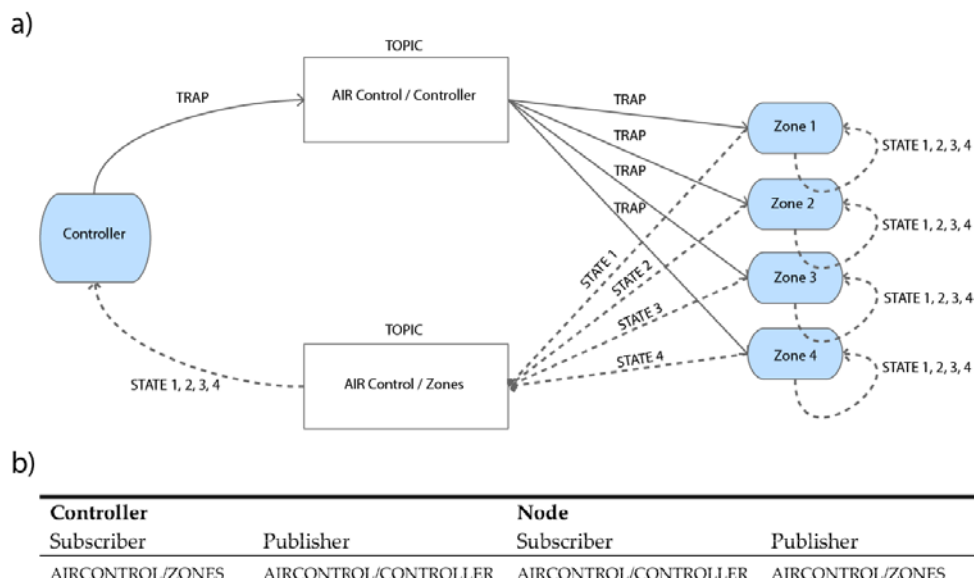 a)
TOPIC
AIR Control / Controller
TRAP
TRAP
TRAP
TRAP
TRAP
Zone 1
STATE 1, 2, 3, 4
Zone 2
STATE 1, 2, 3, 4
Zone 3
STATE 1, 2, 3, 4
Zone 4
STATE 1, 2, 3, 4
Controller
STATE 1
STATE 2
STATE 3
STATE 4
TOPIC
AIR Control / Zones
STATE 1, 2, 3, 4
b)
Controller Node
Subscriber Publisher Subscriber Publisher
AIRCONTROL/ZONES AIRCONTROL/CONTROLLER AIRCONTROL/CONTROLLER AIRCONTROL/ZONES